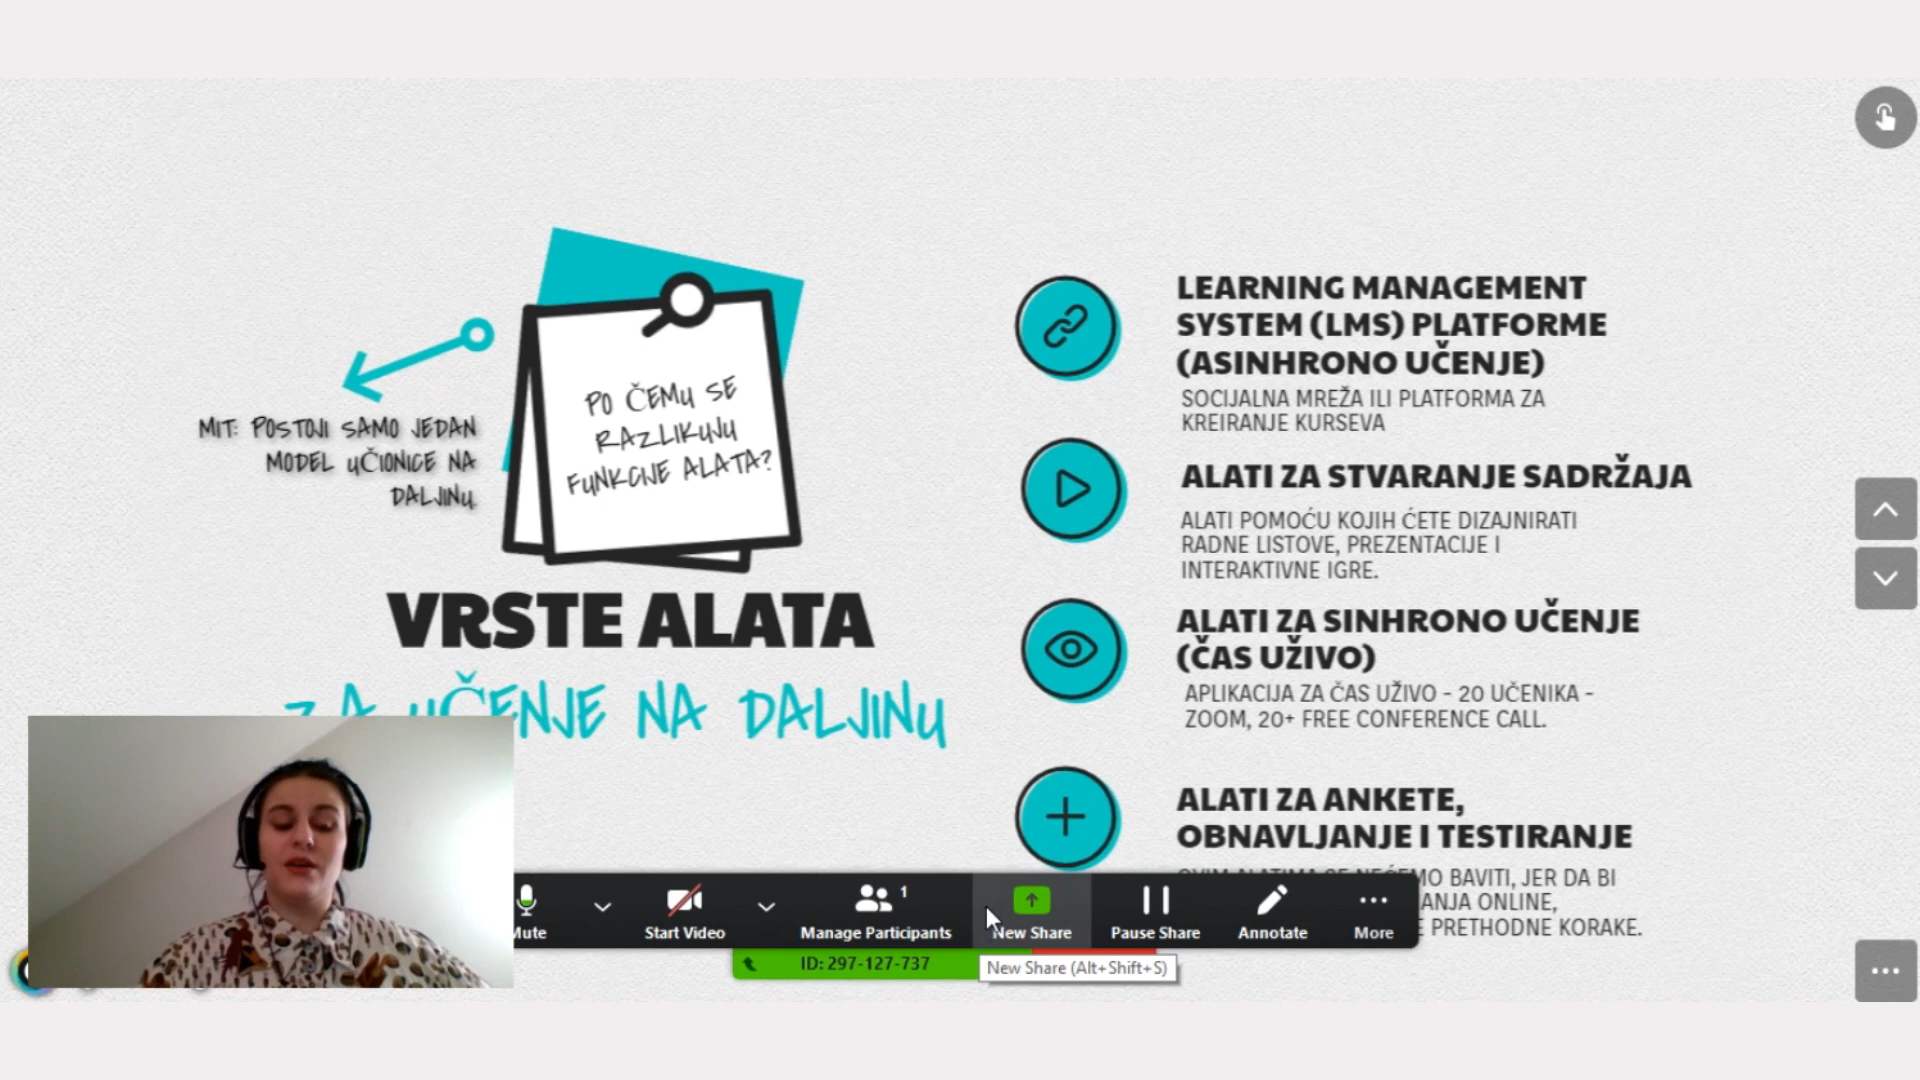 MIT: POSTOJI SAMO JEDAN
MODEL UČIONICE NA
DALJINU.
PO ČEMU SE
RAZLIKUJU
FUNKCIJE ALATA?
VRSTE ALATA
ZA UČENJE NA DALJINU
LEARNING MANAGEMENT
SYSTEM (LMS) PLATFORME
(ASINHRONO UČENJE)
SOCIJALNA MREŽA ILI PLATFORMA ZA
KREIRANJE KURSEVA
ALATI ZA STVARANJE SADRŽAJA
ALATI POMOĆU KOJIH ĆETE DIZAJNIRATI
RADNE LISTOVE, PREZENTACIJE I
INTERAKTIVNE IGRE.
ALATI ZA SINHRONO UČENJE
(ČAS UŽIVO)
APLIKACIJA ZA ČAS UŽIVO - 20 UČENIKA -
ZOOM, 20+ FREE CONFERENCE CALL.
ALATI ZA ANKETE,
OBNAVLJANJE I TESTIRANJE
BAVITI, JER DA BI
ONLINE,
PRETHODNE KORAKE.
Mute
Start Video
Manage Participants
1
New Share
Pause Share
Annotate
More
ID: 297-127-737
New Share (Alt+Shift+S)